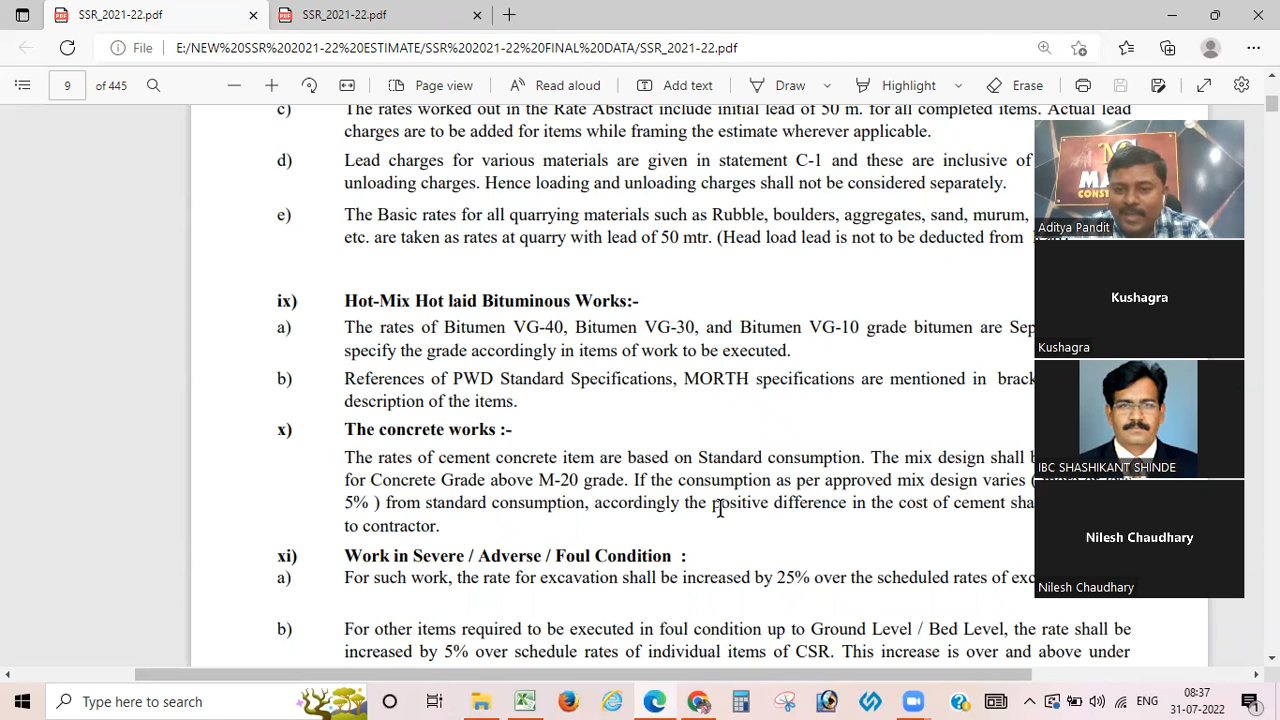 SSR_2021-22.pdf
SSR_2021-22.pdf
File
E:/NEW%20SSR%202021-22%20ESTIMATE/SSR%202021-22%20FINAL%20DATA/SSR_2021-22.pdf
9 of 445
Page view
Read aloud
Add text
Draw
Highlight
Erase
c) The rates worked out in the Rate Abstract include initial lead of 50 m. for all completed items. Actual lead
charges are to be added for items while framing the estimate wherever applicable.
d) Lead charges for various materials are given in statement C-1 and these are inclusive of
unloading charges. Hence loading and unloading charges shall not be considered separately.
e) The Basic rates for all quarrying materials such as Rubble, boulders, aggregates, sand, murum,
etc. are taken as rates at quarry with lead of 50 mtr. (Head load lead is not to be deducted from
ix) Hot-Mix Hot laid Bituminous Works:-
a) The rates of Bitumen VG-40, Bitumen VG-30, and Bitumen VG-10 grade bitumen are Sep
specify the grade accordingly in items of work to be executed.
b) References of PWD Standard Specifications, MORTH specifications are mentioned in brack
description of the items.
x) The concrete works :-
The rates of cement concrete item are based on Standard consumption. The mix design shall
for Concrete Grade above M-20 grade. If the consumption as per approved mix design varies (
5% ) from standard consumption, accordingly the positive difference in the cost of cement sha
to contractor.
xi) Work in Severe / Adverse / Foul Condition :
a) For such work, the rate for excavation shall be increased by 25% over the scheduled rates of exc
b) For other items required to be executed in foul condition up to Ground Level / Bed Level, the rate shall be
increased by 5% over schedule rates of individual items of CSR. This increase is over and above under
Aditya Pandit
Kushagra
Kushagra
IBC SHASHIKANT SHINDE
Nilesh Chaudhary
Nilesh Chaudhary
Type here to search
ENG
08:37
31-07-2022
1